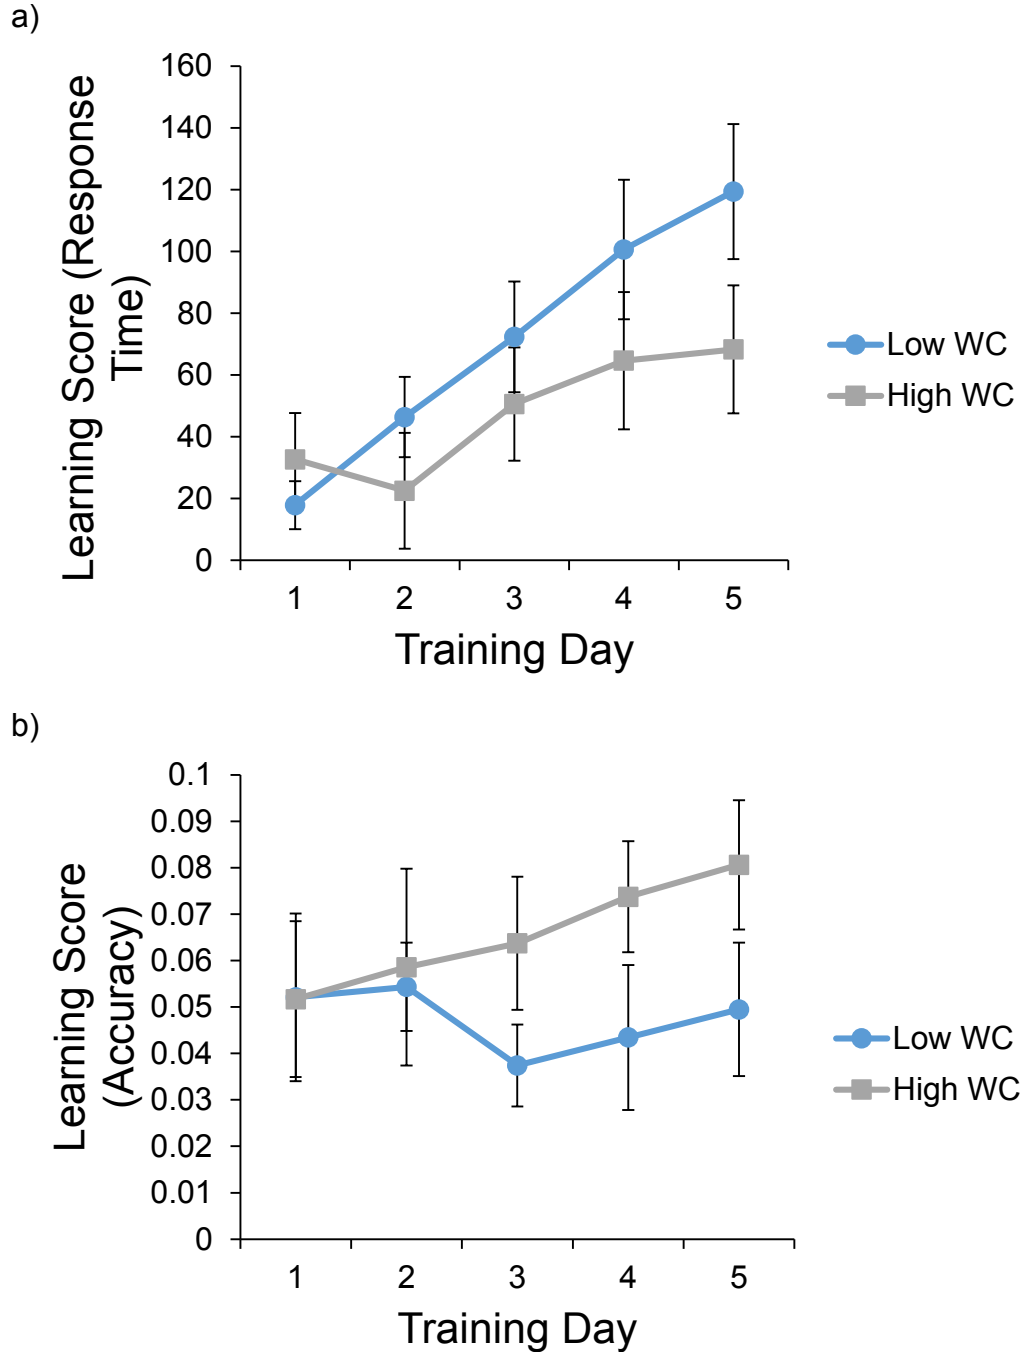 a)
Learning Score (Response
Time)
160
140
120
100
80
60
40
20
0
1 2 3 4 5
Training Day
Low WC
High WC
b)
Learning Score
(Accuracy)
0.1
0.09
0.08
0.07
0.06
0.05
0.04
0.03
0.02
0.01
0
1 2 3 4 5
Training Day
Low WC
High WC